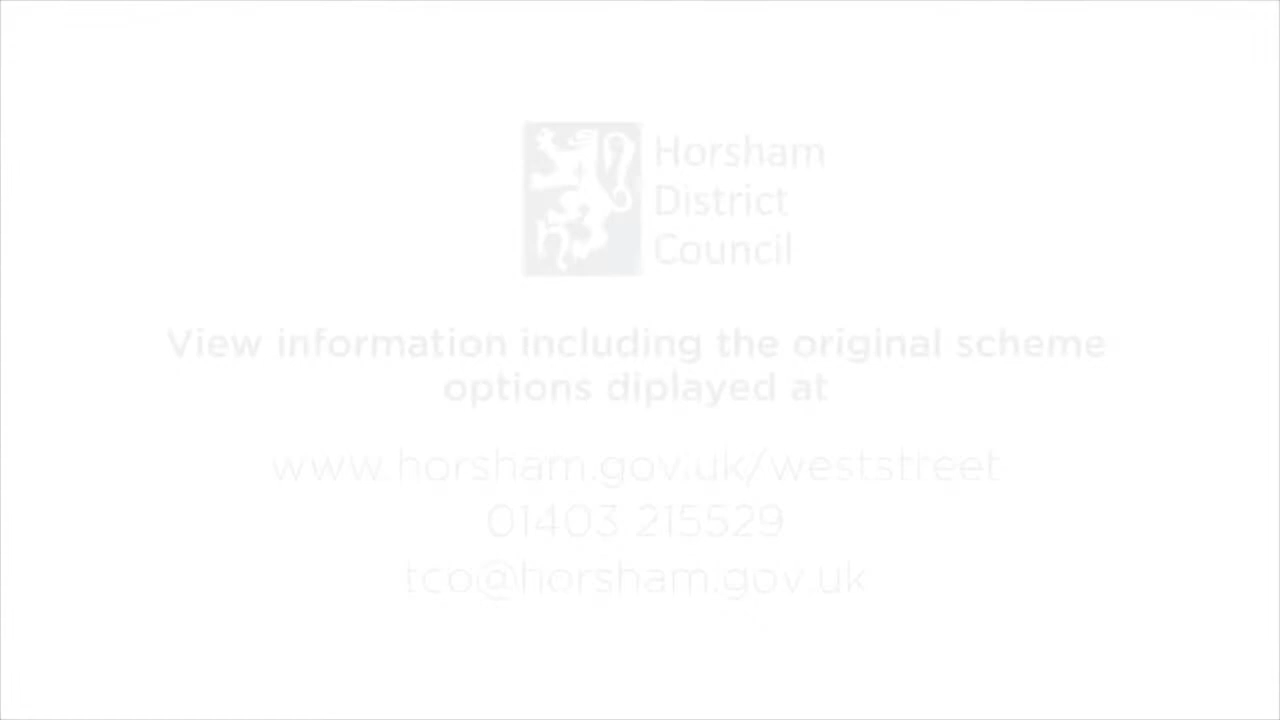 Horsham
District
Council
View information including the original scheme
options diplayed at
www.horsham.gov.uk/weststreet
01403 215529
tco@horsham.gov.uk